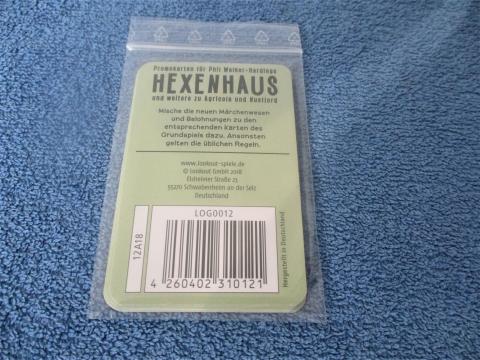 Promokarten für Phil Walker-Hardings
HEXENHAUS
und weitere zu Agricola und Nusfjord
Mische die neuen Märchenwesen
und Belohnungen zu den
entsprechenden Karten des
Grundspiels dazu. Ansonsten
gelten die üblichen Regeln.
www.lookout-spiele.de
© Lookout GmbH 2018
Elsheimer Straße 23
55270 Schwabenheim an der Selz
Deutschland
LOG0012
12A18
4 260402 310121
Hergestellt in Deutschland